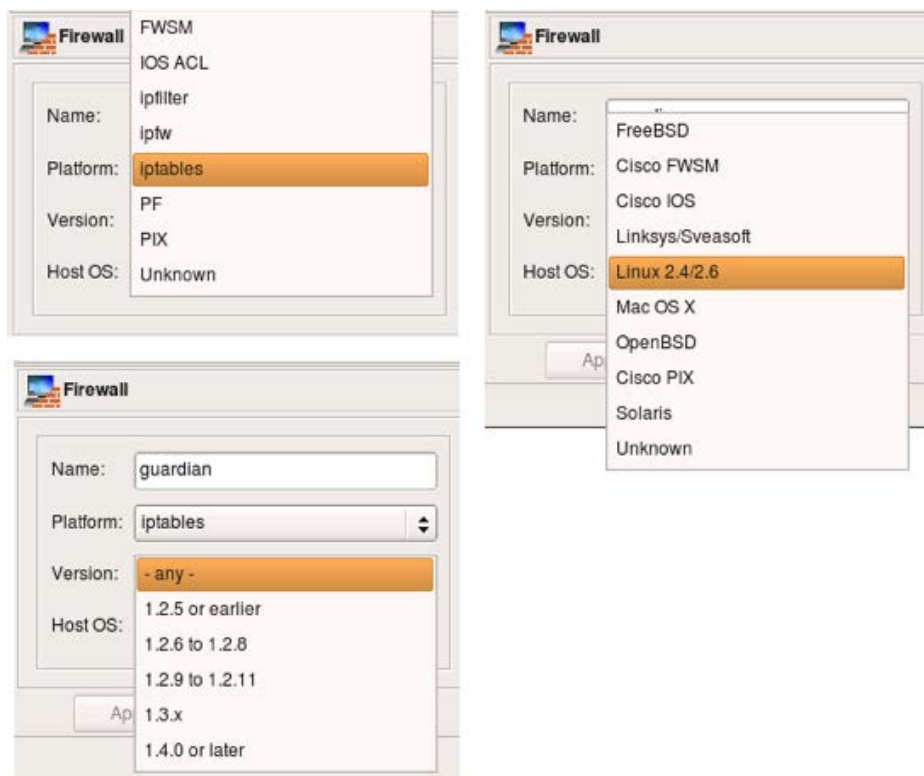 Firewall
Name:
Platform:
Version:
Host OS:
FWSM
IOS ACL
ipfilter
ipfw
iptables
PF
PIX
Unknown
Firewall
Name:
Platform:
Version:
Host OS:
FreeBSD
Cisco FWSM
Cisco IOS
Linksys/Sveasoft
Linux 2.4/2.6
Mac OS X
OpenBSD
Cisco PIX
Solaris
Unknown
Firewall
Name: guardian
Platform: iptables
Version: - any -
Host OS:
1.2.5 or earlier
1.2.6 to 1.2.8
1.2.9 to 1.2.11
1.3.x
1.4.0 or later